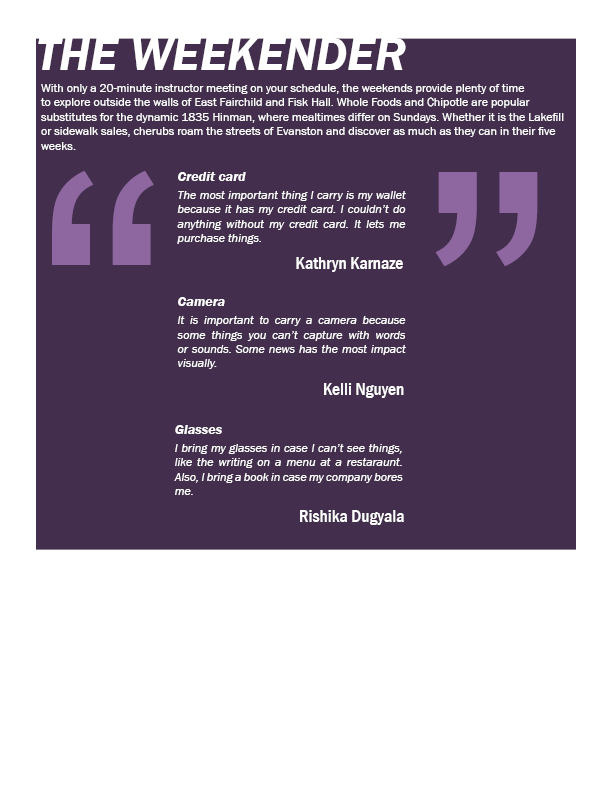 THE WEEKENDER
With only a 20-minute instructor meeting on your schedule, the weekends provide plenty of time
to explore outside the walls of East Fairchild and Fisk Hall. Whole Foods and Chipotle are popular
substitutes for the dynamic 1835 Hinman, where mealtimes differ on Sundays. Whether it is the Lakefill
or sidewalk sales, cherubs roam the streets of Evanston and discover as much as they can in their five
weeks.
“ ”
Credit card
The most important thing I carry is my wallet
because it has my credit card. I couldn’t do
anything without my credit card. It lets me
purchase things.
Kathryn Karnaze
Camera
It is important to carry a camera because
some things you can’t capture with words
or sounds. Some news has the most impact
visually.
Kelli Nguyen
Glasses
I bring my glasses in case I can’t see things,
like the writing on a menu at a restaraunt.
Also, I bring a book in case my company bores
me.
Rishika Dugyala